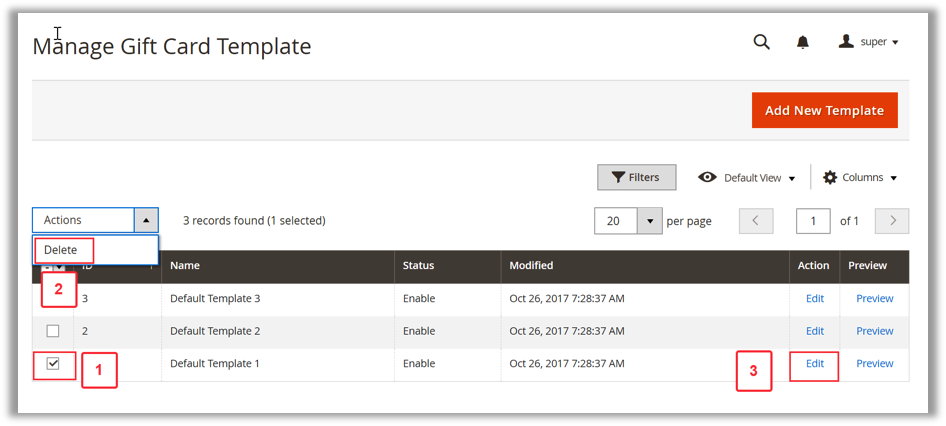 Manage Gift Card Template
super
Add New Template
Filters
Default View
Columns
Actions
3 records found (1 selected)
20
per page
1
of 1
Delete
ID
Name
Status
Modified
Action
Preview
2
3
Default Template 3
Enable
Oct 26, 2017 7:28:37 AM
Edit
Preview
2
Default Template 2
Enable
Oct 26, 2017 7:28:37 AM
Edit
Preview
1
Default Template 1
Enable
Oct 26, 2017 7:28:37 AM
3
Edit
Preview